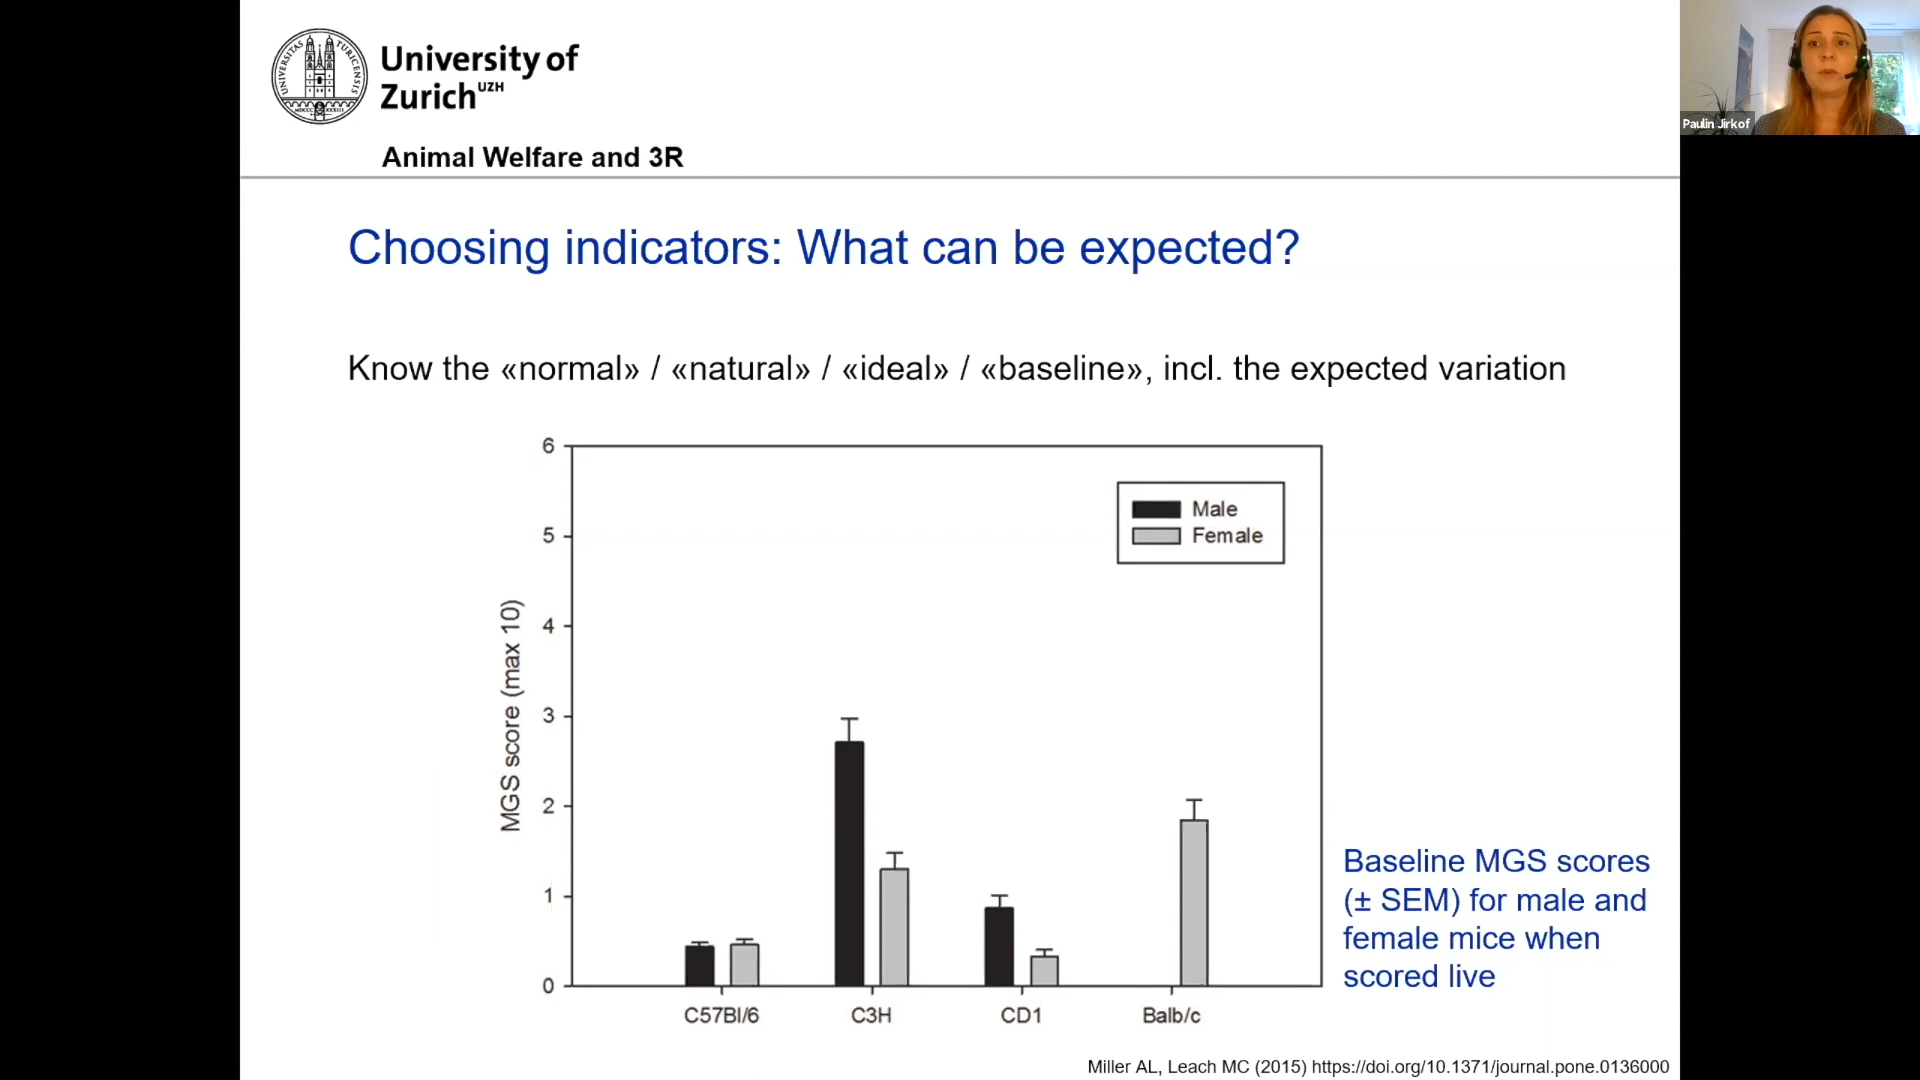 University of
Zurich UZH
Animal Welfare and 3R
Paulin Jirkof
Choosing indicators: What can be expected?
Know the «normal» / «natural» / «ideal» / «baseline», incl. the expected variation
6
5
4
3
2
1
0
MGS score (max 10)
Male
Female
C57Bl/6
C3H
CD1
Balb/c
Baseline MGS scores
(± SEM) for male and
female mice when
scored live
Miller AL, Leach MC (2015) https://doi.org/10.1371/journal.pone.0136000